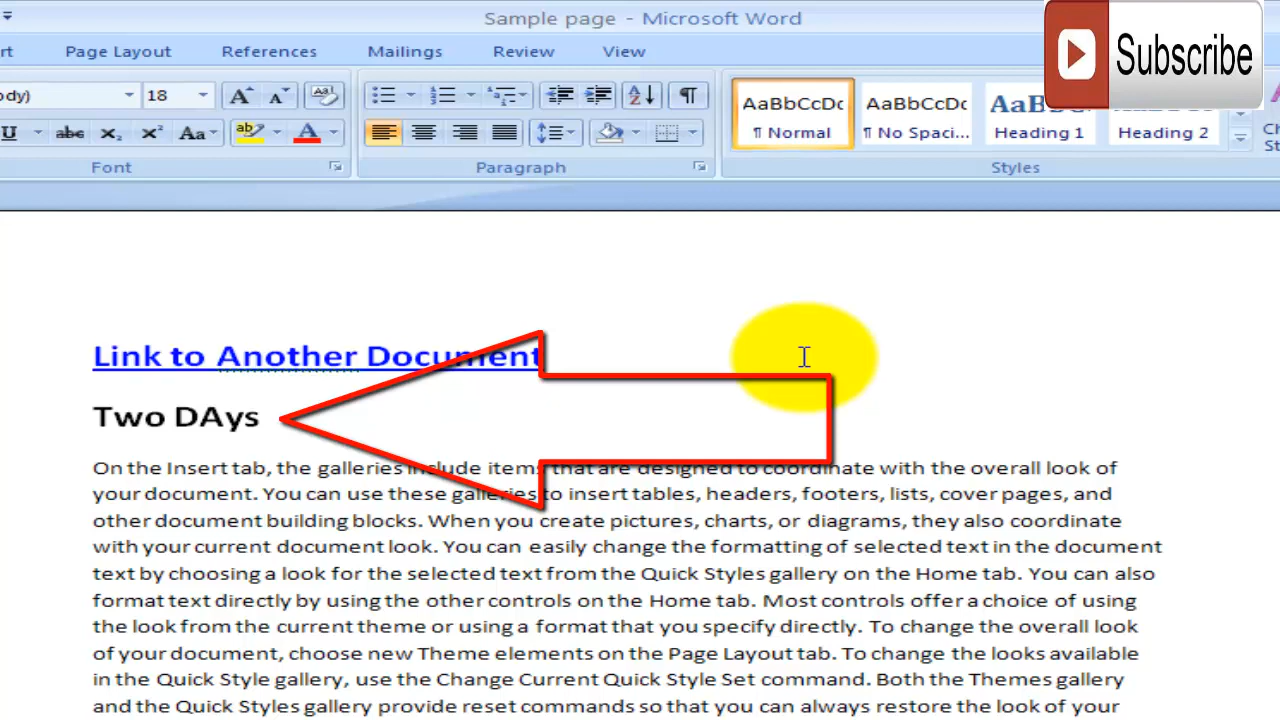 Sample page - Microsoft Word
Subscribe
Page Layout References Mailings Review View
18
AaBbCcDc AaBbCcDc
¶ Normal ¶ No Spaci... Heading 1 Heading 2
Font Paragraph Styles
Link to Another Document
Two DAys
On the Insert tab, the galleries include items that are designed to coordinate with the overall look of
your document. You can use these galleries to insert tables, headers, footers, lists, cover pages, and
other document building blocks. When you create pictures, charts, or diagrams, they also coordinate
with your current document look. You can easily change the formatting of selected text in the document
text by choosing a look for the selected text from the Quick Styles gallery on the Home tab. You can also
format text directly by using the other controls on the Home tab. Most controls offer a choice of using
the look from the current theme or using a format that you specify directly. To change the overall look
of your document, choose new Theme elements on the Page Layout tab. To change the looks available
in the Quick Style gallery, use the Change Current Quick Style Set command. Both the Themes gallery
and the Quick Styles gallery provide reset commands so that you can always restore the look of your